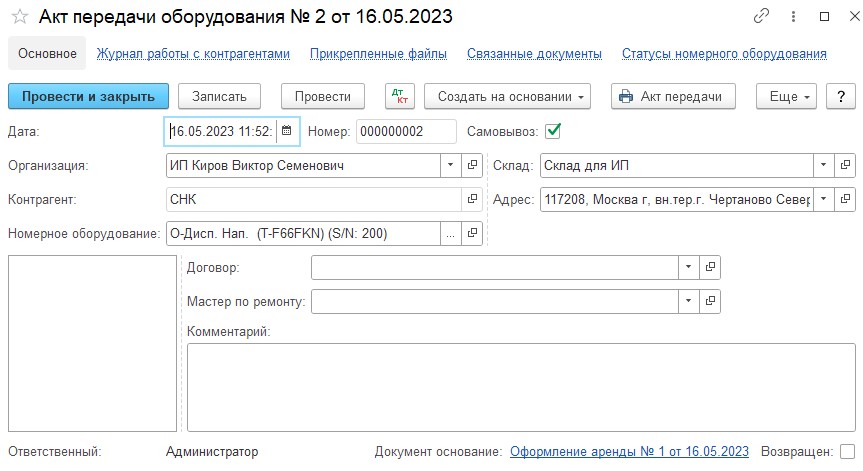 Акт передачи оборудования № 2 от 16.05.2023
Основное Журнал работы с контрагентами Прикрепленные файлы Связанные документы Статусы номерного оборудования
Провести и закрыть Записать Провести Дт Кт Создать на основании Акт передачи Еще ?
Дата: 16.05.2023 11:52: Номер: 000000002 Самовывоз:
Организация: ИП Киров Виктор Семенович Склад: Склад для ИП
Контрагент: СНК Адрес: 117208, Москва г, вн.тер.г. Чертаново Север
Номерное оборудование: О-Дисп. Нап. (T-F66FKN) (S/N: 200) ...
Договор:
Мастер по ремонту:
Комментарий:
Ответственный: Администратор Документ основание: Оформление аренды № 1 от 16.05.2023 Возвращен: